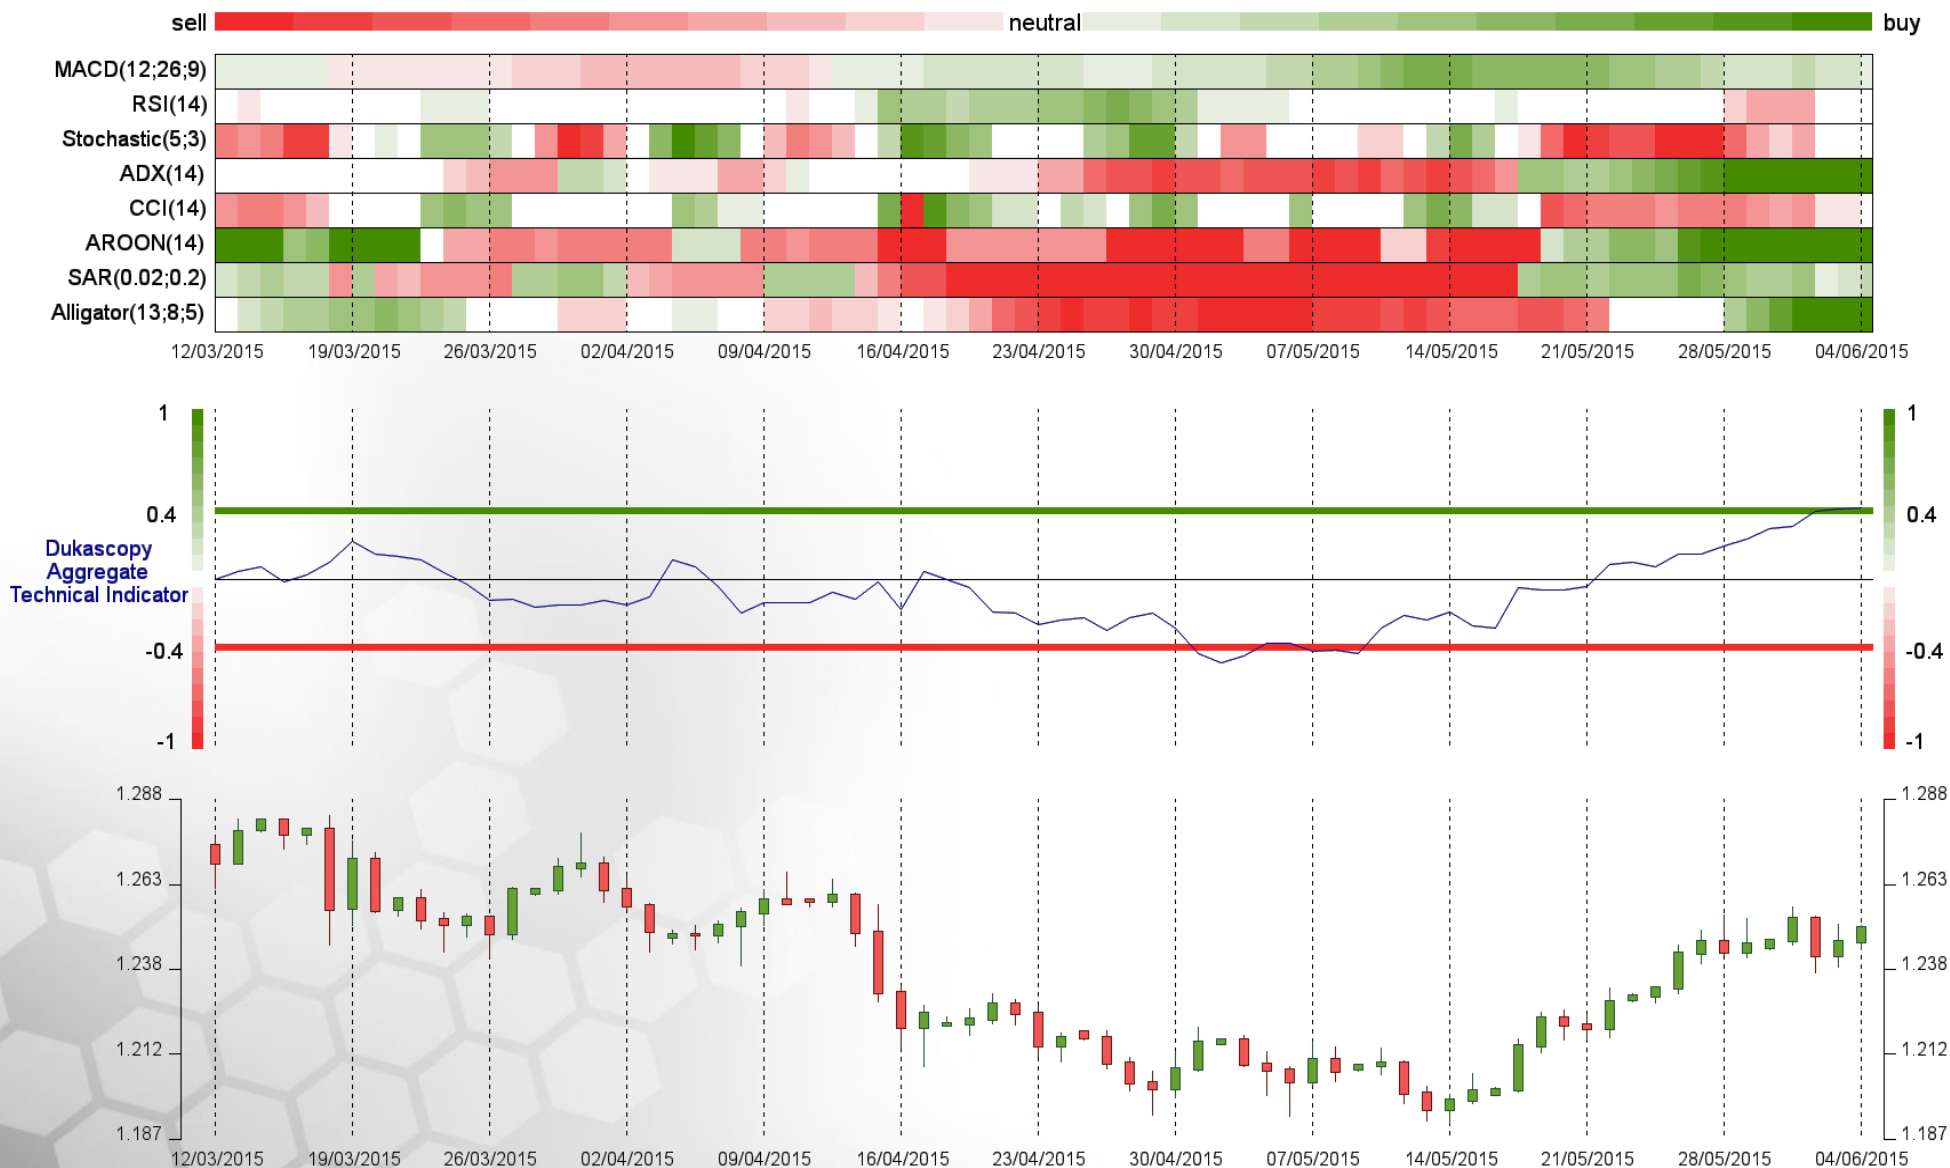 sell neutral buy
MACD(12;26;9)
RSI(14)
Stochastic(5;3)
ADX(14)
CCI(14)
AROON(14)
SAR(0.02;0.2)
Alligator(13;8;5)
12/03/2015 19/03/2015 26/03/2015 02/04/2015 09/04/2015 16/04/2015 23/04/2015 30/04/2015 07/05/2015 14/05/2015 21/05/2015 28/05/2015 04/06/2015
1 1
0.4 0.4
Dukascopy
Aggregate
Technical Indicator
-0.4 -0.4
-1 -1
1.288 1.288
1.263 1.263
1.238 1.238
1.212 1.212
1.187 1.187
12/03/2015 19/03/2015 26/03/2015 02/04/2015 09/04/2015 16/04/2015 23/04/2015 30/04/2015 07/05/2015 14/05/2015 21/05/2015 28/05/2015 04/06/2015